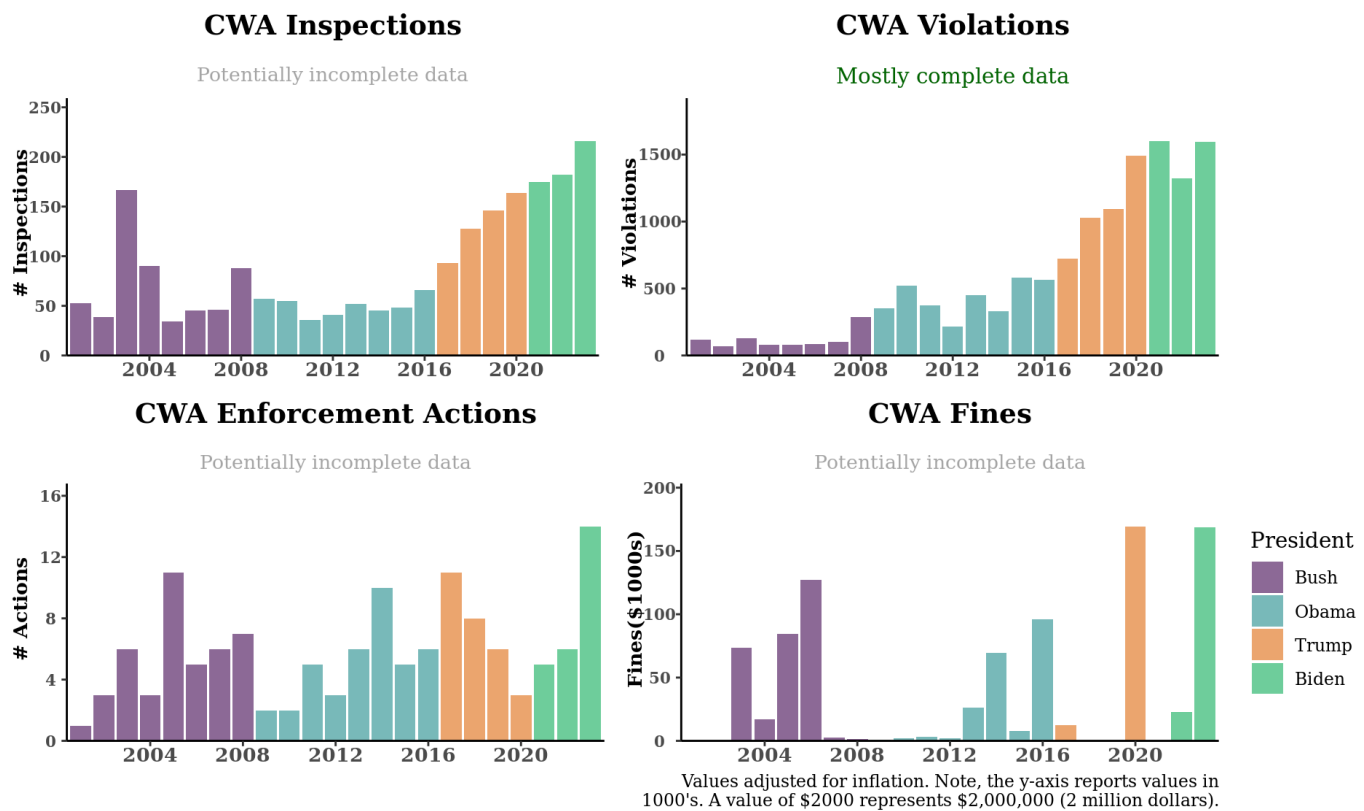 CWA Inspections
Potentially incomplete data
# Inspections
250
200
150
100
50
0
2004 2008 2012 2016 2020
CWA Violations
Mostly complete data
# Violations
1500
1000
500
0
2004 2008 2012 2016 2020
CWA Enforcement Actions
Potentially incomplete data
# Actions
16
12
8
4
0
2004 2008 2012 2016 2020
CWA Fines
Potentially incomplete data
Fines($1000s)
200
150
100
50
0
2004 2008 2012 2016 2020
President
Bush
Obama
Trump
Biden
Values adjusted for inflation. Note, the y-axis reports values in
1000's. A value of $2000 represents $2,000,000 (2 million dollars).